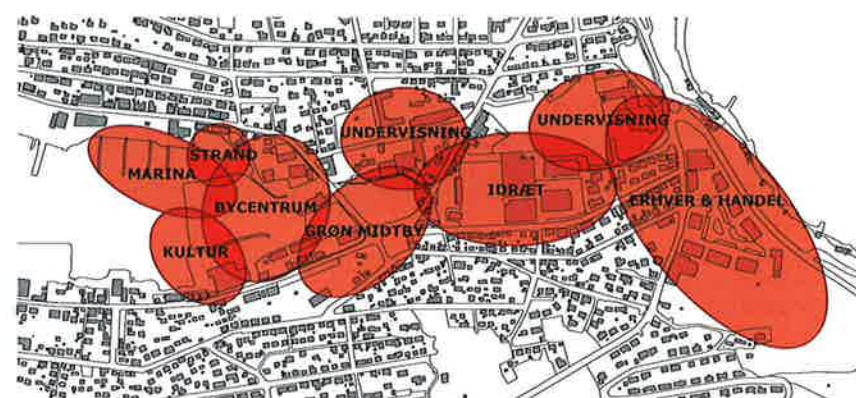 UNDERVISNING
UNDERVISNING
STRAND
MARINA
IDRÆT
BYCENTRUM
ERHVER & HANDEL
GRØN MIDTBY
KULTUR